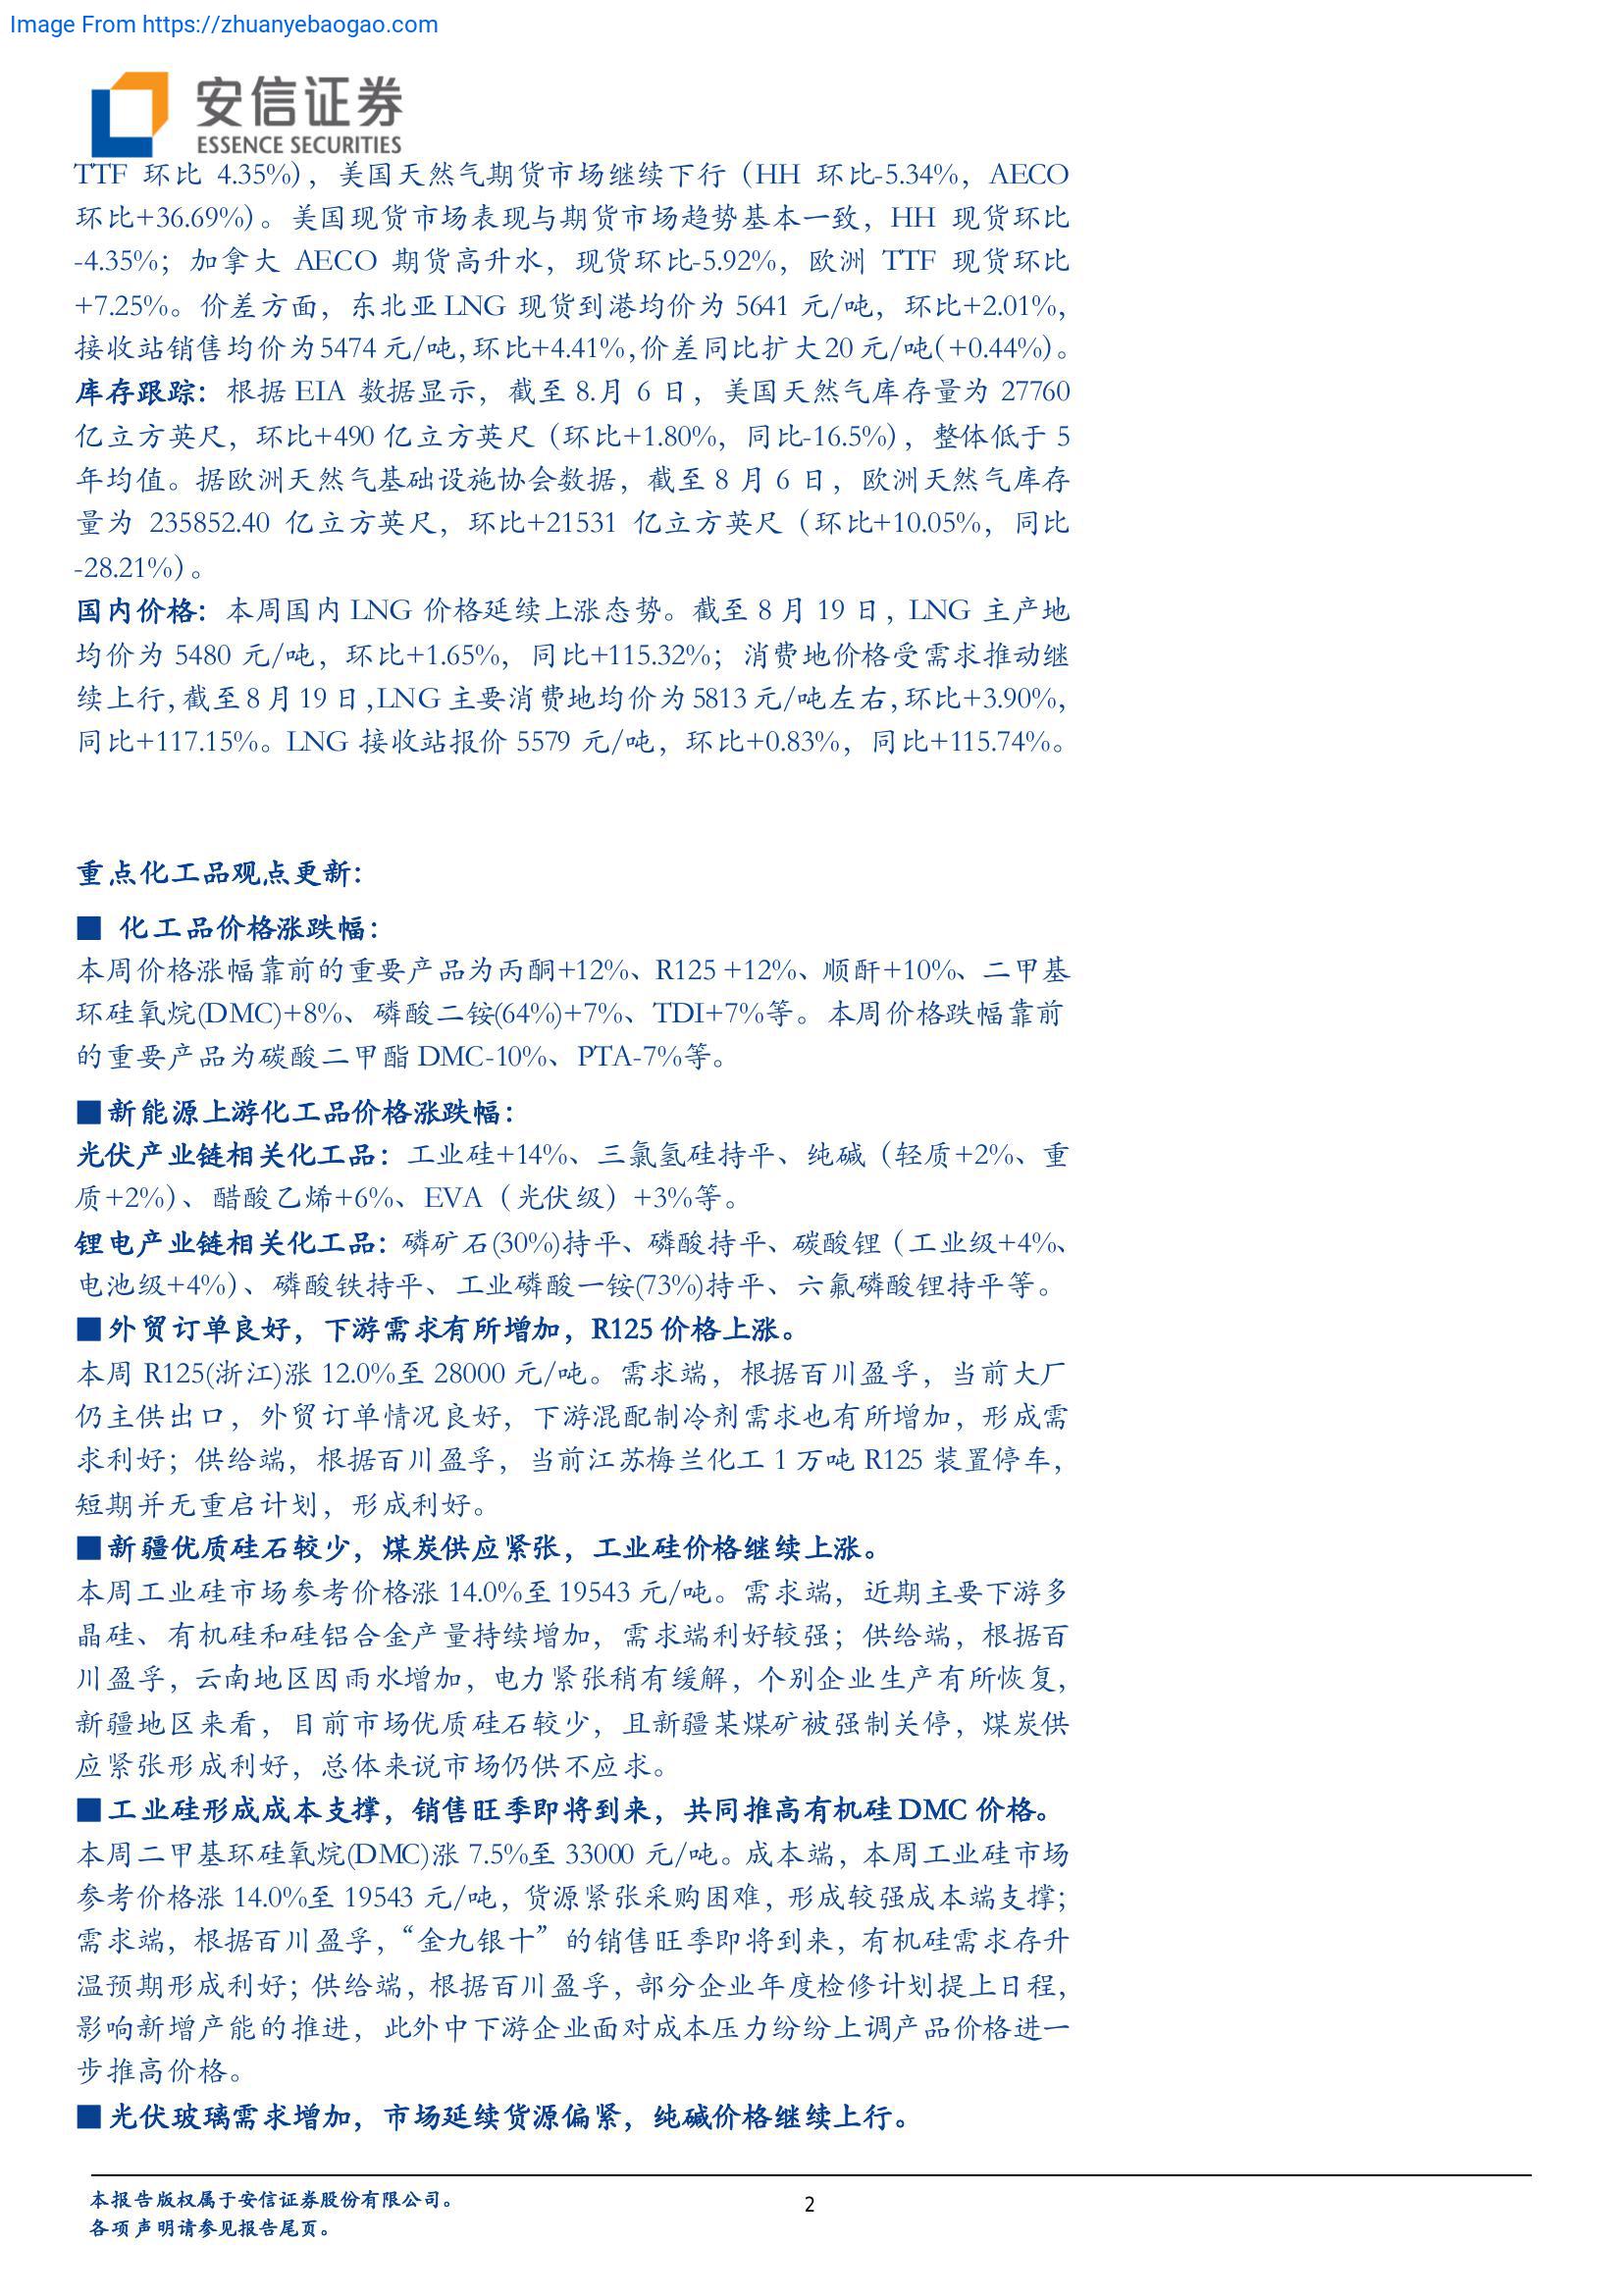 Image From https://zhuanyebaogao.com
安信证券
ESSENCE SECURITIES
TTF 环比 4.35%），美国天然气期货市场继续下行（HH 环比-5.34%，AECO
环比+36.69%）。美国现货市场表现与期货市场趋势基本一致，HH 现货环比
-4.35%；加拿大 AECO 期货高升水，现货环比-5.92%，欧洲 TTF 现货环比
+7.25%。价差方面，东北亚 LNG 现货到港均价为 5641 元/吨，环比+2.01%，
接收站销售均价为 5474 元/吨，环比+4.41%，价差同比扩大 20 元/吨（+0.44%）。
库存跟踪：根据 EIA 数据显示，截至 8.月 6 日，美国天然气库存量为 27760
亿立方英尺，环比+490 亿立方英尺（环比+1.80%，同比-16.5%），整体低于 5
年均值。据欧洲天然气基础设施协会数据，截至 8 月 6 日，欧洲天然气库存
量为 235852.40 亿立方英尺，环比+21531 亿立方英尺（环比+10.05%，同比
-28.21%）。
国内价格：本周国内 LNG 价格延续上涨态势。截至 8 月 19 日，LNG 主产地
均价为 5480 元/吨，环比+1.65%，同比+115.32%；消费地价格受需求推动继
续上行，截至 8 月 19 日，LNG 主要消费地均价为 5813 元/吨左右，环比+3.90%，
同比+117.15%。LNG 接收站报价 5579 元/吨，环比+0.83%，同比+115.74%。
重点化工品观点更新：
■ 化工品价格涨跌幅：
本周价格涨幅靠前的重要产品为丙酮+12%、R125 +12%、顺酐+10%、二甲基
环硅氧烷(DMC)+8%、磷酸二铵(64%)+7%、TDI+7%等。本周价格跌幅靠前
的重要产品为碳酸二甲酯 DMC-10%、PTA-7%等。
■新能源上游化工品价格涨跌幅：
光伏产业链相关化工品：工业硅+14%、三氯氢硅持平、纯碱（轻质+2%、重
质+2%）、醋酸乙烯+6%、EVA（光伏级）+3%等。
锂电产业链相关化工品：磷矿石(30%)持平、磷酸持平、碳酸锂（工业级+4%、
电池级+4%）、磷酸铁持平、工业磷酸一铵(73%)持平、六氟磷酸锂持平等。
■外贸订单良好，下游需求有所增加，R125 价格上涨。
本周 R125(浙江)涨 12.0%至 28000 元/吨。需求端，根据百川盈孚，当前大厂
仍主供出口，外贸订单情况良好，下游混配制冷剂需求也有所增加，形成需
求利好；供给端，根据百川盈孚，当前江苏梅兰化工 1 万吨 R125 装置停车，
短期并无重启计划，形成利好。
■新疆优质硅石较少，煤炭供应紧张，工业硅价格继续上涨。
本周工业硅市场参考价格涨 14.0%至 19543 元/吨。需求端，近期主要下游多
晶硅、有机硅和硅铝合金产量持续增加，需求端利好较强；供给端，根据百
川盈孚，云南地区因雨水增加，电力紧张稍有缓解，个别企业生产有所恢复，
新疆地区来看，目前市场优质硅石较少，且新疆某煤矿被强制关停，煤炭供
应紧张形成利好，总体来说市场仍供不应求。
■工业硅形成成本支撑，销售旺季即将到来，共同推高有机硅 DMC 价格。
本周二甲基环硅氧烷(DMC)涨 7.5%至 33000 元/吨。成本端，本周工业硅市场
参考价格涨 14.0%至 19543 元/吨，货源紧张采购困难，形成较强成本端支撑；
需求端，根据百川盈孚，“金九银十”的销售旺季即将到来，有机硅需求存升
温预期形成利好；供给端，根据百川盈孚，部分企业年度检修计划提上日程，
影响新增产能的推进，此外中下游企业面对成本压力纷纷上调产品价格进一
步推高价格。
■光伏玻璃需求增加，市场延续货源偏紧，纯碱价格继续上行。
本报告版权属于安信证券股份有限公司。
2
各项声明请参见报告尾页。